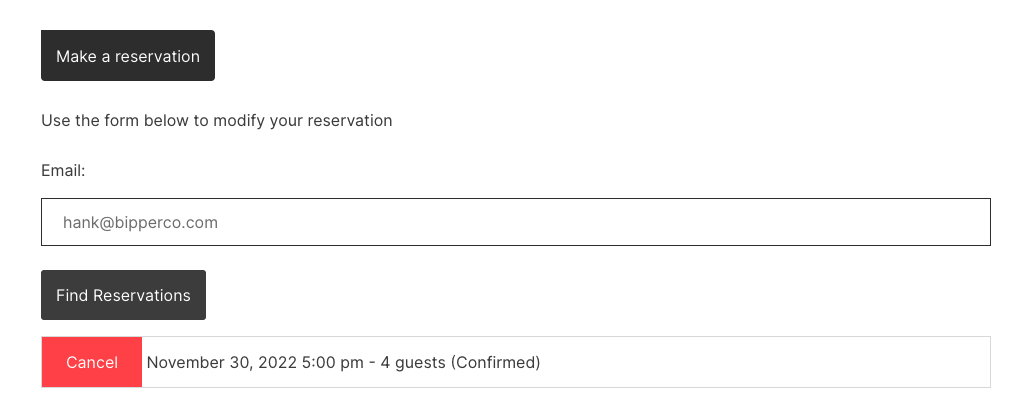 Make a reservation
Use the form below to modify your reservation
Email:
hank@bipperco.com
Find Reservations
Cancel November 30, 2022 5:00 pm - 4 guests (Confirmed)